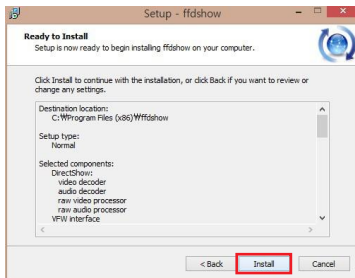 Setup - ffdshow
Ready to Install
Setup is now ready to begin installing ffdshow on your computer.
Click Install to continue with the installation, or click Back if you want to review or
change any settings.
Destination location:
C:₩Program Files (x86)₩ffdshow
Setup type:
Normal
Selected components:
DirectShow:
video decoder
audio decoder
raw video processor
raw audio processor
VFW interface
< Back
Install
Cancel